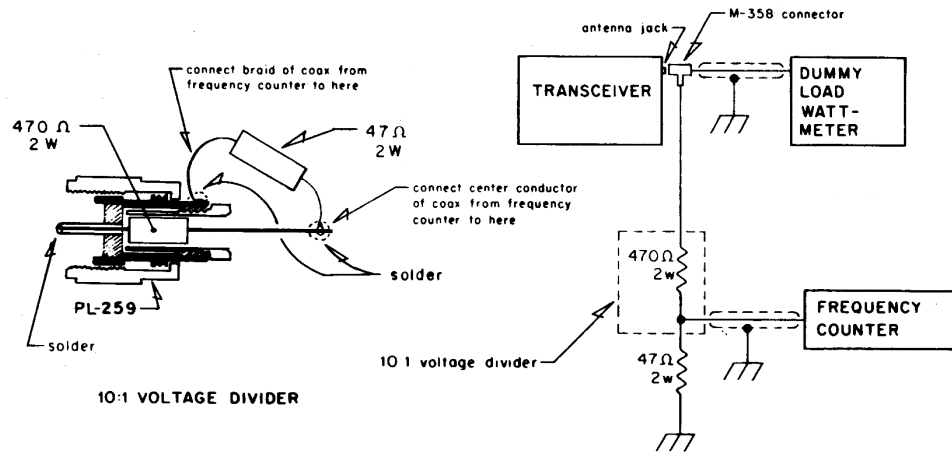 connect braid of coax from
frequency counter to here
470 Ω
2 W
47 Ω
2 W
connect center conductor
of coax from frequency
counter to here
solder
PL-259
solder
10:1 VOLTAGE DIVIDER
M-358 connector
antenna jack
TRANSCEIVER
DUMMY
LOAD
WATT-
METER
470 Ω
2w
FREQUENCY
COUNTER
10 1 voltage divider
47 Ω
2w